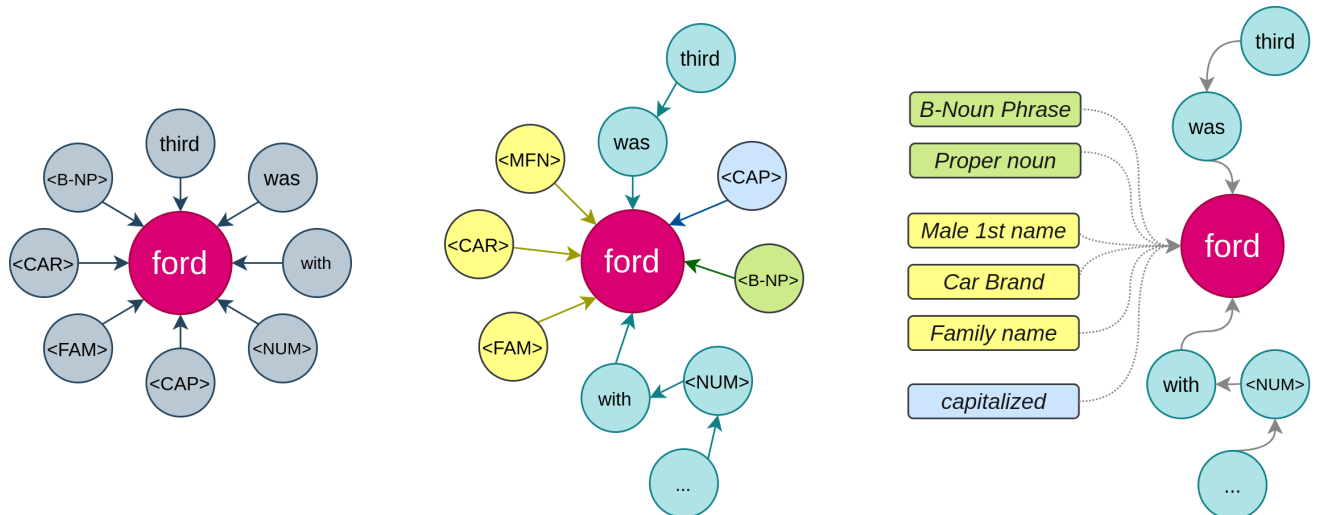 third
<B-NP>
was
<CAR>
ford
with
<FAM>
<NUM>
<CAP>
third
was
<MFN>
<CAP>
<CAR>
ford
<B-NP>
<FAM>
with
<NUM>
...
third
B-Noun Phrase
was
Proper noun
Male 1st name
ford
Car Brand
Family name
with
<NUM>
capitalized
...